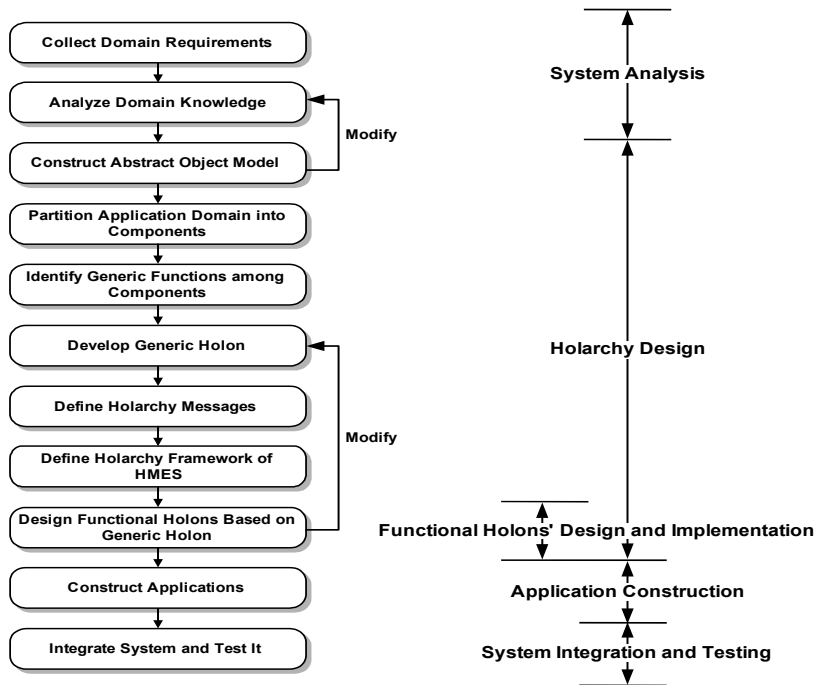 Collect Domain Requirements
Analyze Domain Knowledge
Modify
Construct Abstract Object Model
Partition Application Domain into
Components
Identify Generic Functions among
Components
Develop Generic Holon
Define Holarchy Messages
Modify
Define Holarchy Framework of
HMES
Design Functional Holons Based on
Generic Holon
Construct Applications
Integrate System and Test It
System Analysis
Holarchy Design
Functional Holons' Design and Implementation
Application Construction
System Integration and Testing